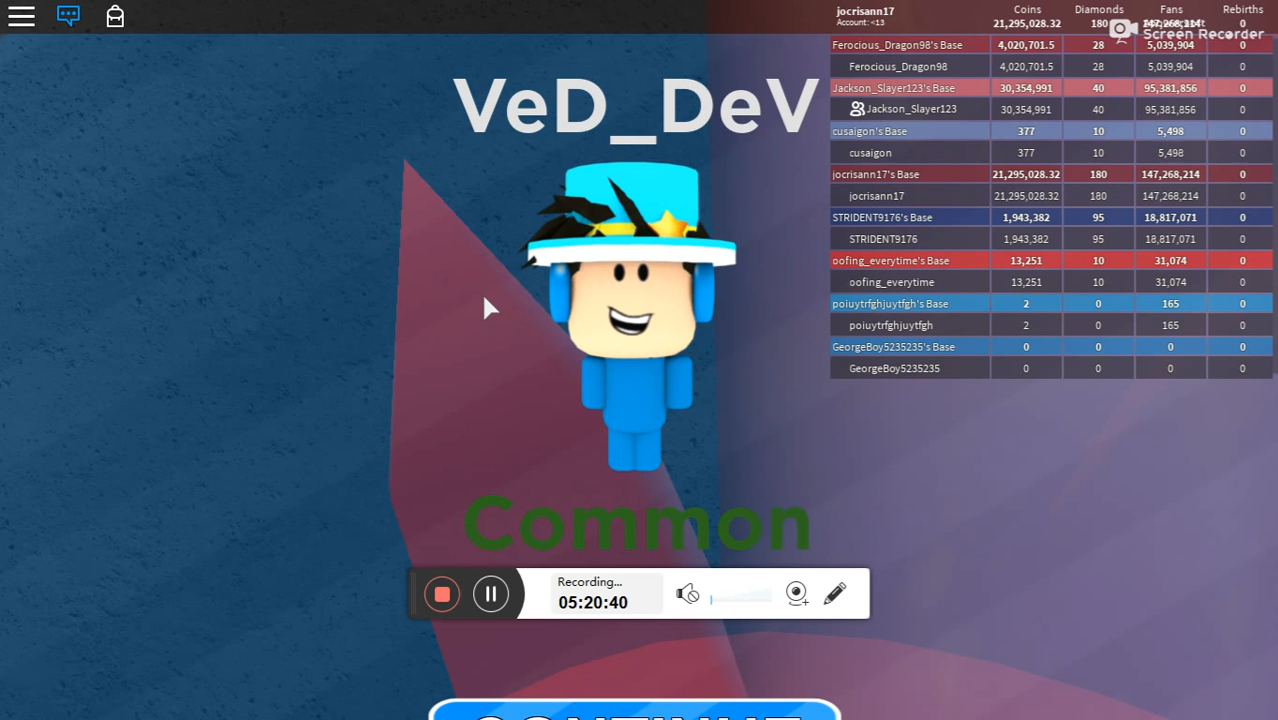 jocrisann17
Account: <13
Coins Diamonds Fans Rebirths
21,295,028.32 180 147,268,214 0
Screen Recorder
Ferocious_Dragon98's Base 4,020,701.5 28 5,039,904 0
Ferocious_Dragon98 4,020,701.5 28 5,039,904 0
Jackson_Slayer123's Base 30,354,991 40 95,381,856 0
Jackson_Slayer123 30,354,991 40 95,381,856 0
cusaigon's Base 377 10 5,498 0
cusaigon 377 10 5,498 0
jocrisann17's Base 21,295,028.32 180 147,268,214 0
jocrisann17 21,295,028.32 180 147,268,214 0
STRIDENT9176's Base 1,943,382 95 18,817,071 0
STRIDENT9176 1,943,382 95 18,817,071 0
oofing_everytime's Base 13,251 10 31,074 0
oofing_everytime 13,251 10 31,074 0
poiuytrfghjuytfgh's Base 2 0 165 0
poiuytrfghjuytfgh 2 0 165 0
GeorgeBoy5235235's Base 0 0 0 0
GeorgeBoy5235235 0 0 0 0
VeD_DeV
Common
Recording...
05:20:40
CONTINUE